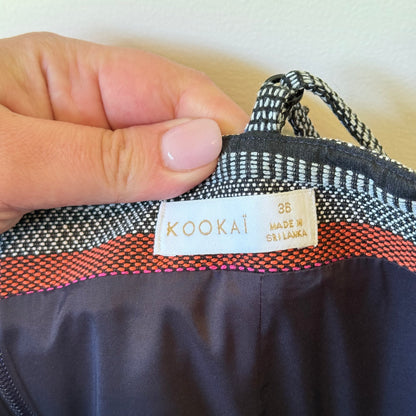 KOOKAÏ
36
MADE IN
SRI LANKA